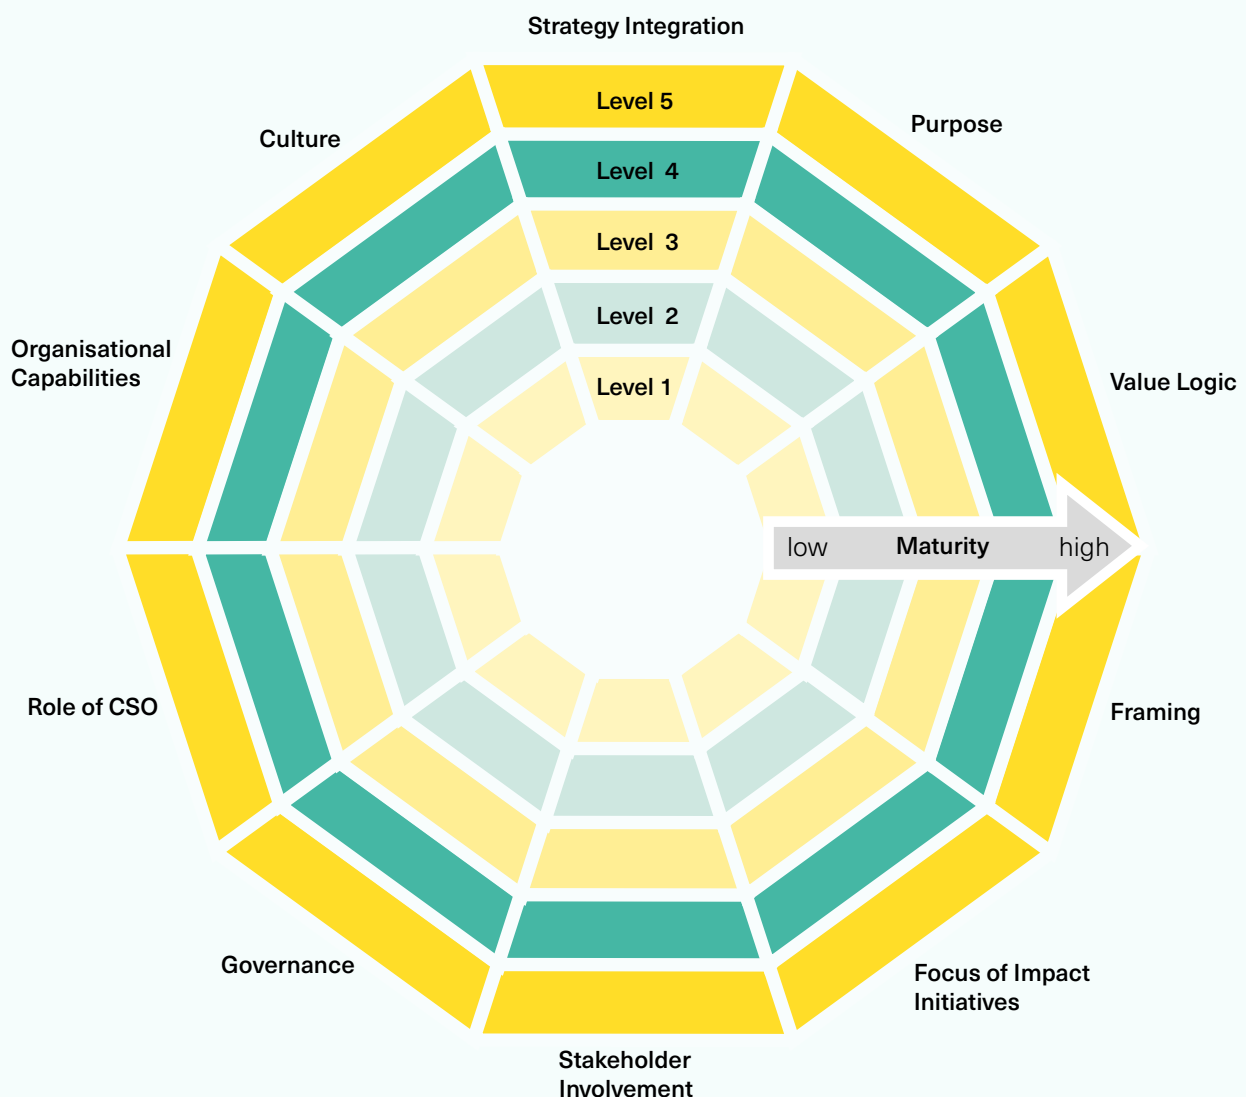 Strategy Integration
Level 5
Culture
Purpose
Level 4
Level 3
Level 2
Organisational
Capabilities
Level 1
Value Logic
low Maturity high
Role of CSO
Framing
Governance
Focus of Impact
Initiatives
Stakeholder
Involvement